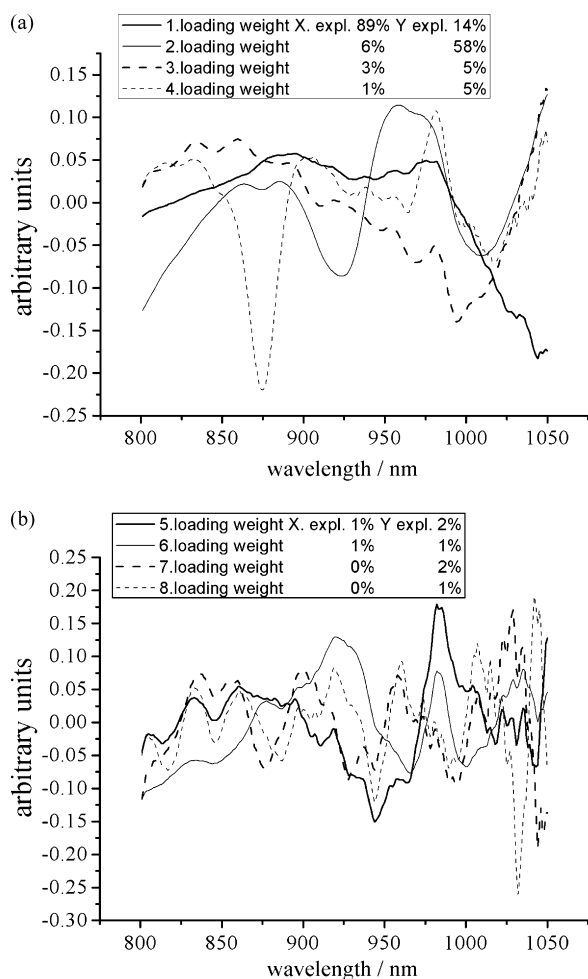 (a)
1.loading weight X. expl. 89% Y expl. 14%
2.loading weight 6% 58%
3.loading weight 3% 5%
4.loading weight 1% 5%
0.15
0.10
0.05
0.00
-0.05
-0.10
-0.15
-0.20
-0.25
arbitrary units
800 850 900 950 1000 1050
wavelength / nm
(b)
5.loading weight X expl. 1% Y expl. 2%
6.loading weight 1% 1%
7.loading weight 0% 2%
8.loading weight 0% 1%
0.25
0.20
0.15
0.10
0.05
0.00
-0.05
-0.10
-0.15
-0.20
-0.25
-0.30
arbitrary units
800 850 900 950 1000 1050
wavelength / nm